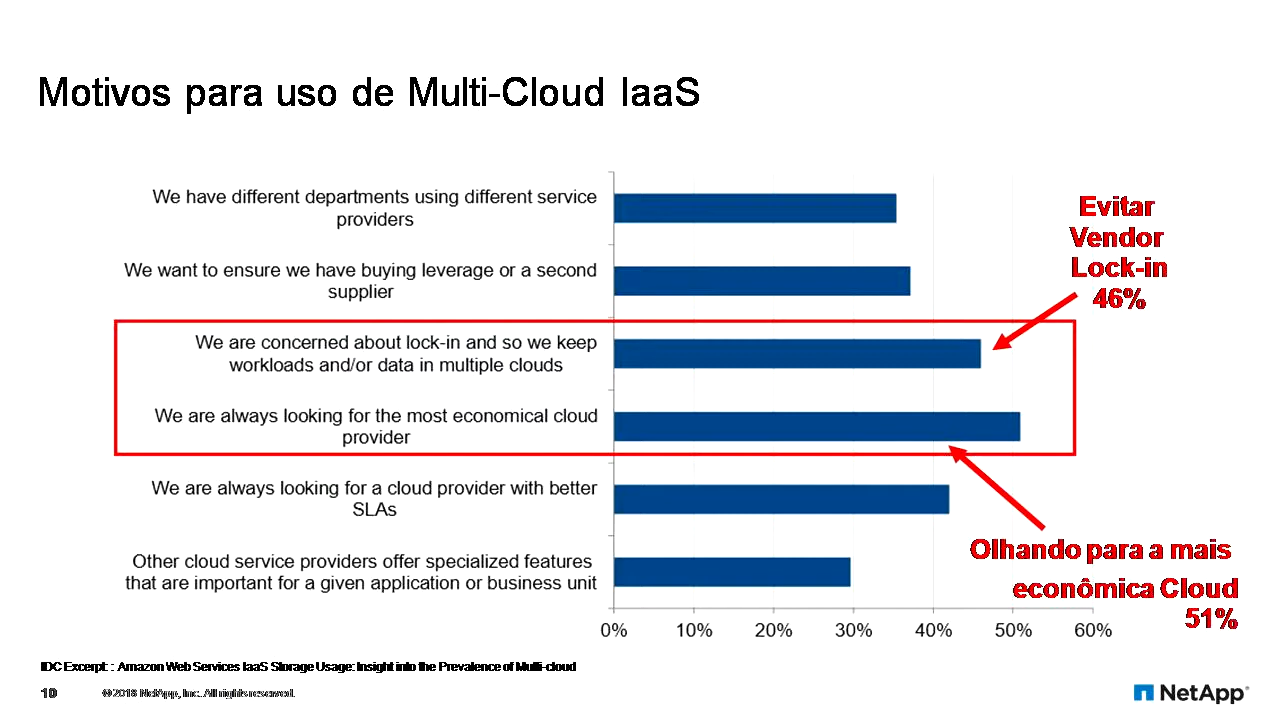 Motivos para uso de Multi-Cloud IaaS
We have different departments using different service
providers
We want to ensure we have buying leverage or a second
supplier
We are concerned about lock-in and so we keep
workloads and/or data in multiple clouds
We are always looking for the most economical cloud
provider
We are always looking for a cloud provider with better
SLAs
Other cloud service providers offer specialized features
that are important for a given application or business unit
0% 10% 20% 30% 40% 50% 60%
Evitar
Vendor
Lock-in
46%
Olhando para a mais
econômica Cloud
51%
IDC Excerpt: : Amazon Web Services IaaS Storage Usage: Insight into the Prevalence of Multi-cloud
10 © 2018 NetApp, Inc. All rights reserved.
NetApp